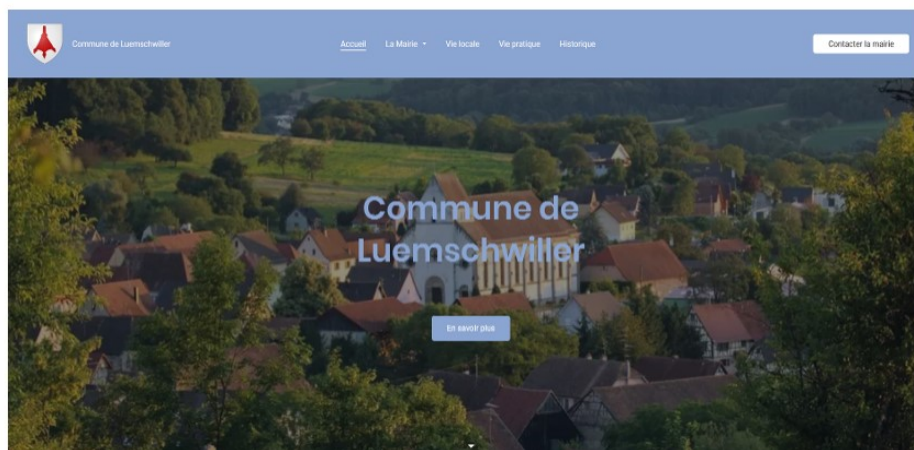 Commune de Luemschwiller
Accueil
La Mairie
Vie locale
Vie pratique
Historique
Contacter la mairie
Commune de
Luemschwiller
En savoir plus